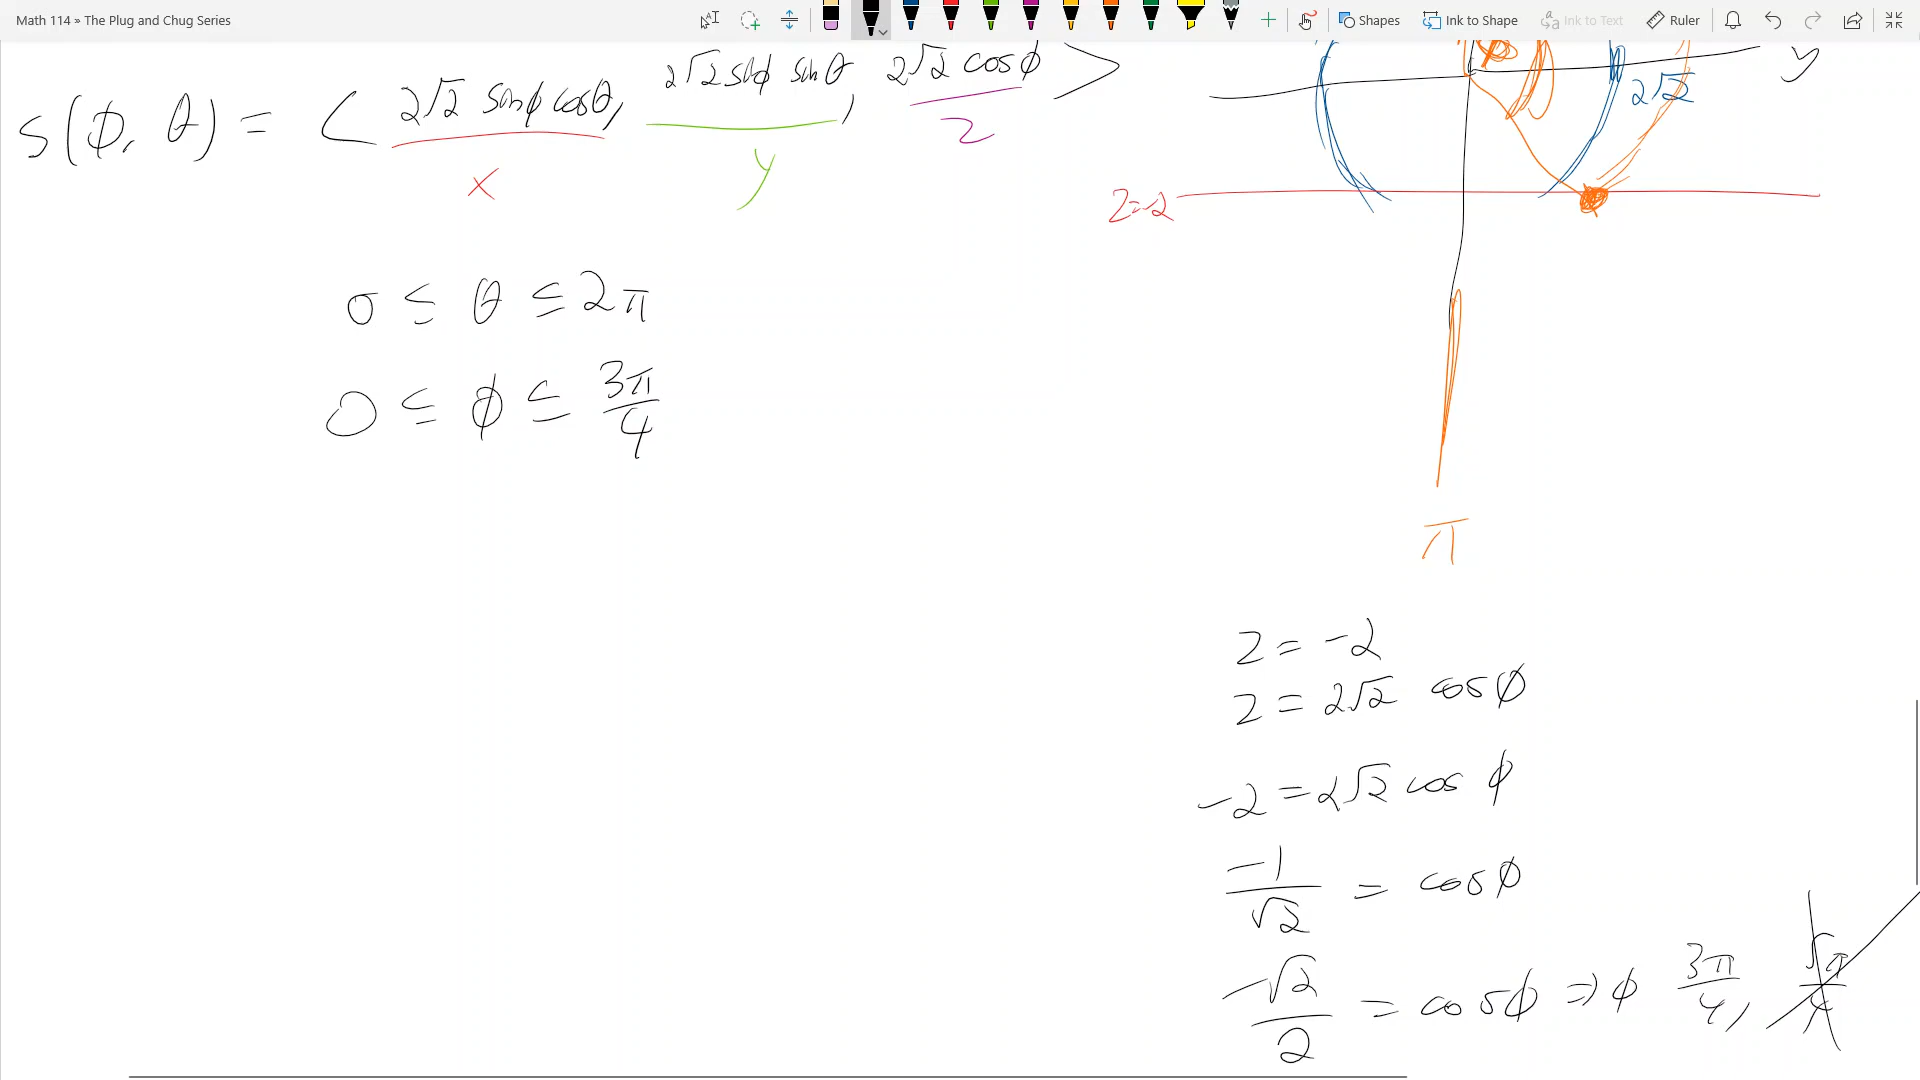 Math 114 » The Plug and Chug Series
Shapes
Ink to Shape
Ink to Text
Ruler
s(ϕ, θ) = < 2√2 sinϕ cosθ, 2√2 sinϕ sinθ, 2√2 cosϕ >
x
y
z
y
2√2
z=-2
0 ≤ θ ≤ 2π
0 ≤ ϕ ≤ 3π/4
π
z = -2
z = 2√2 cosϕ
-2 = 2√2 cos ϕ
-1/√2 = cosϕ
-√2/2 = cosϕ => ϕ 3π/4, 5π/4